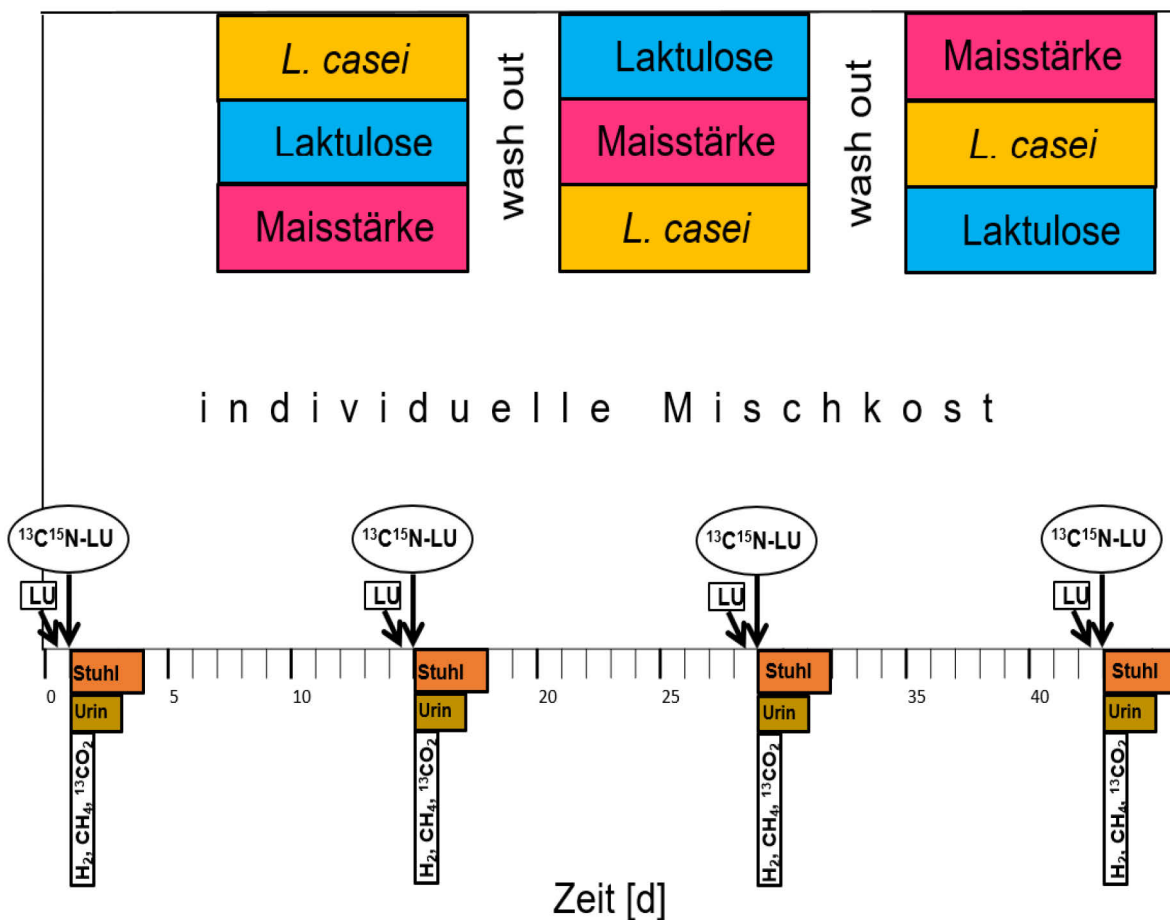 L. casei
Laktulose
Maisstärke
wash out
Laktulose
Maisstärke
L. casei
wash out
Maisstärke
L. casei
Laktulose
individuelle Mischkost
¹³C¹⁵N-LU
¹³C¹⁵N-LU
¹³C¹⁵N-LU
¹³C¹⁵N-LU
LU
LU
LU
LU
0 5 10 20 25 35 40
Stuhl
Stuhl
Stuhl
Stuhl
Urin
Urin
Urin
Urin
H₂, CH₄, ¹³CO₂
H₂, CH₄, ¹³CO₂
H₂, CH₄, ¹³CO₂
H₂, CH₄, ¹³CO₂
Zeit [d]